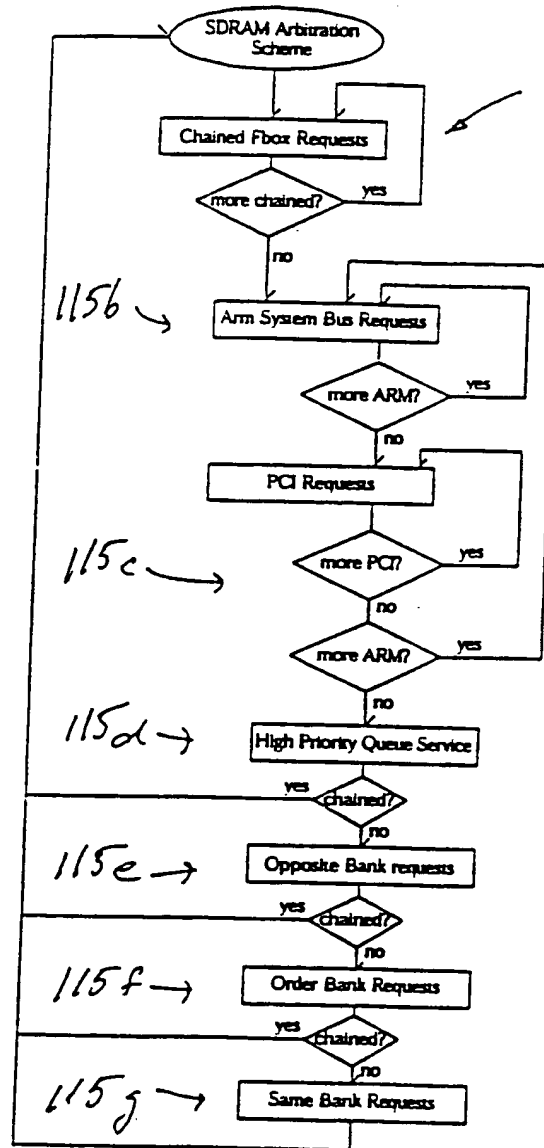 SDRAM Arbitration
Scheme
Chained Fbox Requests
more chained?
yes
no
115b
Arm System Bus Requests
more ARM?
yes
no
PCI Requests
115c
more PCI?
yes
no
more ARM?
yes
no
115d
High Priority Queue Service
yes
chained?
no
115e
Opposite Bank requests
yes
chained?
no
115f
Order Bank Requests
yes
chained?
no
115g
Same Bank Requests